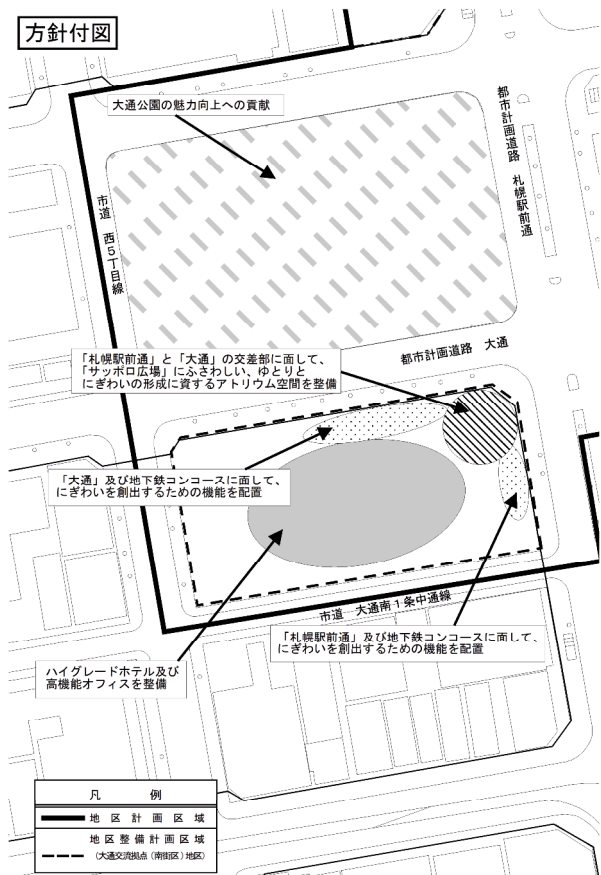 方針付図
大通公園の魅力向上への貢献
都市計画道路 札幌駅前通
市道 西5丁目線
都市計画道路 大通
「札幌駅前通」と「大通」の交差部に面して、
「サッポロ広場」にふさわしい、ゆとりと
にぎわいの形成に資するアトリウム空間を整備
「大通」及び地下鉄コンコースに面して、
にぎわいを創出するための機能を配置
市道 大通南1条中通線
「札幌駅前通」及び地下鉄コンコースに面して、
にぎわいを創出するための機能を配置
ハイグレードホテル及び
高機能オフィスを整備
凡 例
地区計画区域
地区整備計画区域
(大通交流拠点(南街区)地区)